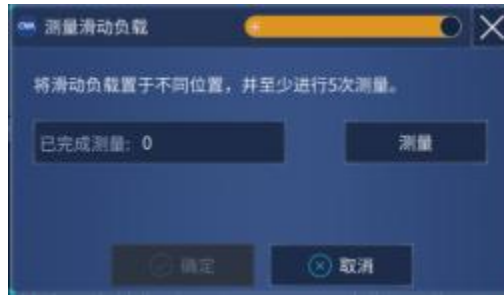 测量滑动负载
将滑动负载置于不同位置，并至少进行5次测量。
已完成测量: 0
测量
确定
取消